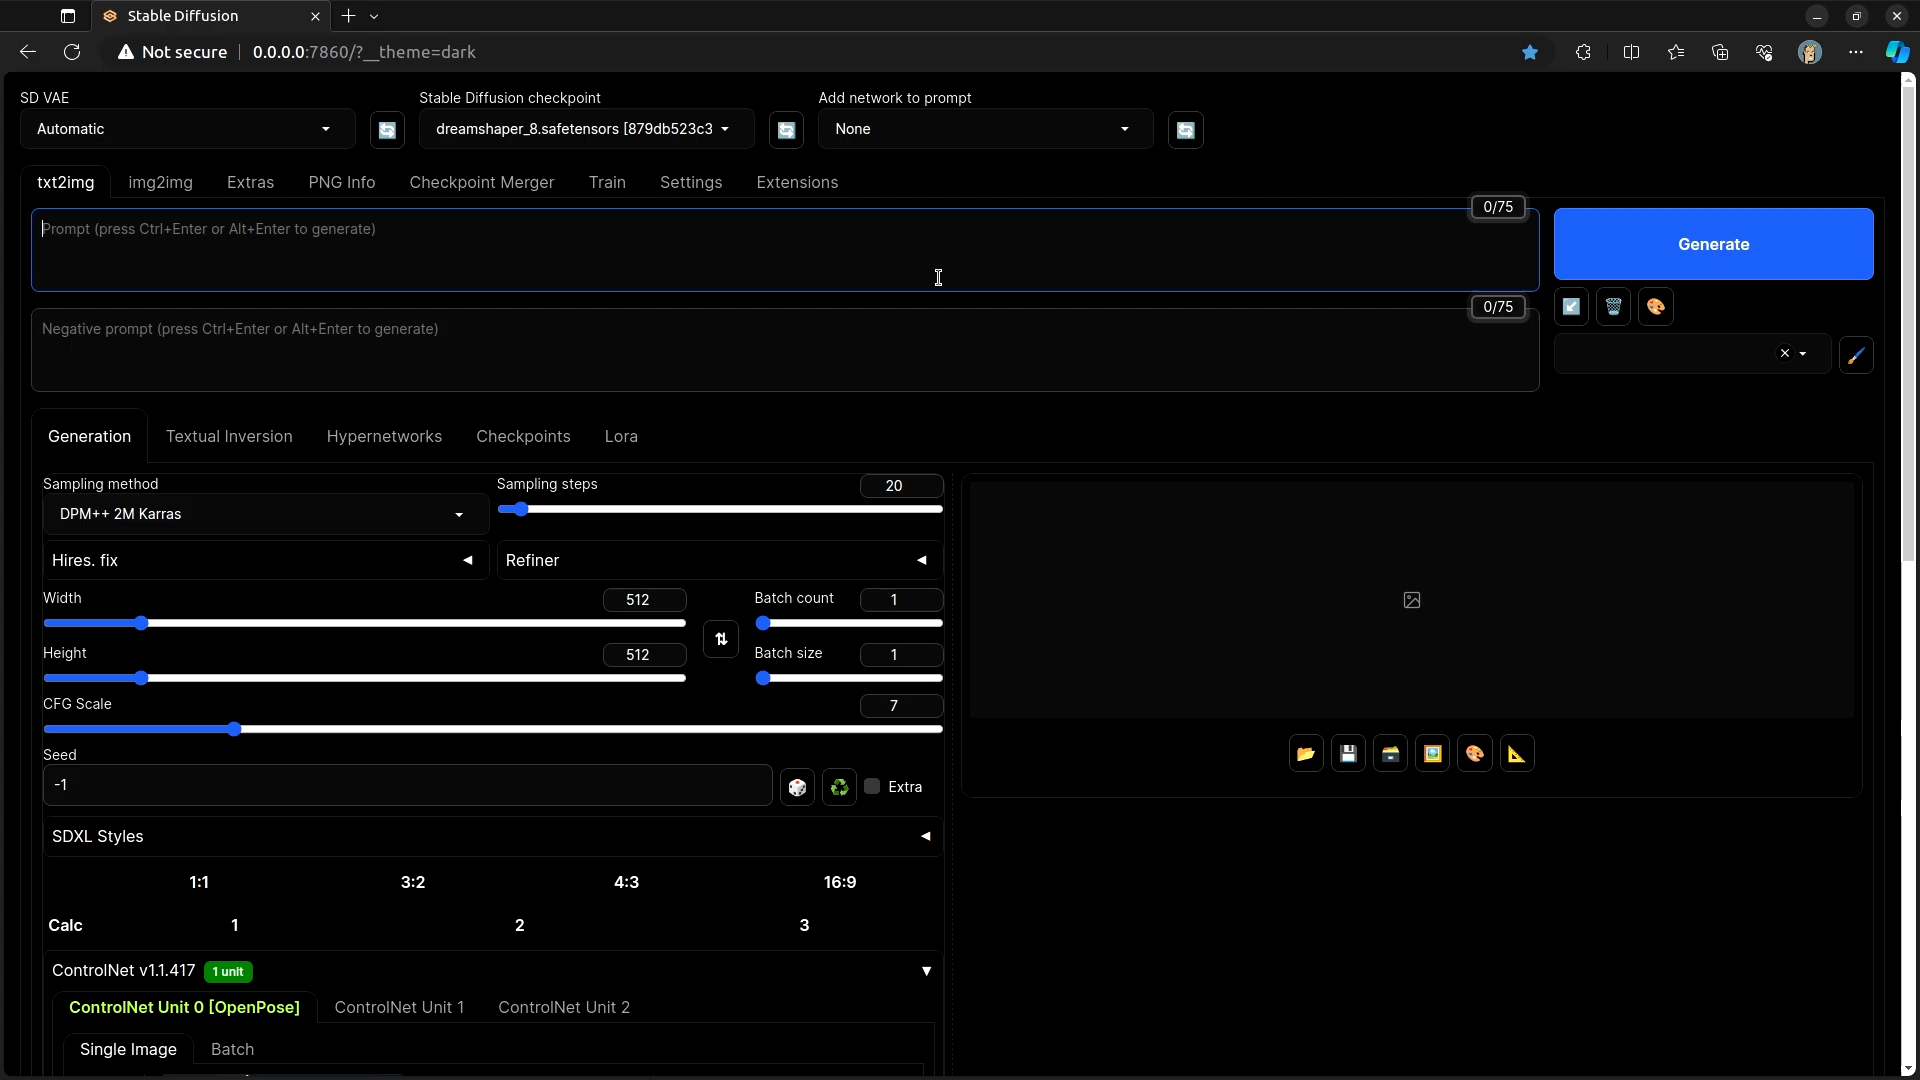 Stable Diffusion
Not secure
0.0.0.0:7860/?__theme=dark
SD VAE
Stable Diffusion checkpoint
Add network to prompt
Automatic
dreamshaper_8.safetensors [879db523c3
None
txt2img
img2img
Extras
PNG Info
Checkpoint Merger
Train
Settings
Extensions
0/75
Prompt (press Ctrl+Enter or Alt+Enter to generate)
Generate
0/75
Negative prompt (press Ctrl+Enter or Alt+Enter to generate)
Generation
Textual Inversion
Hypernetworks
Checkpoints
Lora
Sampling method
Sampling steps
20
DPM++ 2M Karras
Hires. fix
Refiner
Width
512
Batch count
1
Height
512
Batch size
1
CFG Scale
7
Seed
-1
Extra
SDXL Styles
1:1
3:2
4:3
16:9
Calc
1
2
3
ControlNet v1.1.417
1 unit
ControlNet Unit 0 [OpenPose]
ControlNet Unit 1
ControlNet Unit 2
Single Image
Batch